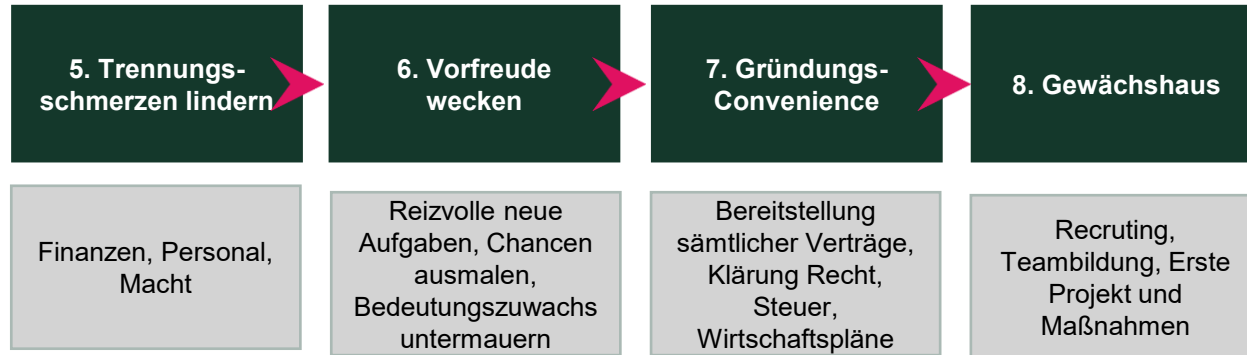 5. Trennungs-
schmerzen lindern
6. Vorfreude
wecken
7. Gründungs-
Convenience
8. Gewächshaus
Finanzen, Personal,
Macht
Reizvolle neue
Aufgaben, Chancen
ausmalen,
Bedeutungszuwachs
untermauern
Bereitstellung
sämtlicher Verträge,
Klärung Recht,
Steuer,
Wirtschaftspläne
Recruting,
Teambildung, Erste
Projekt und
Maßnahmen